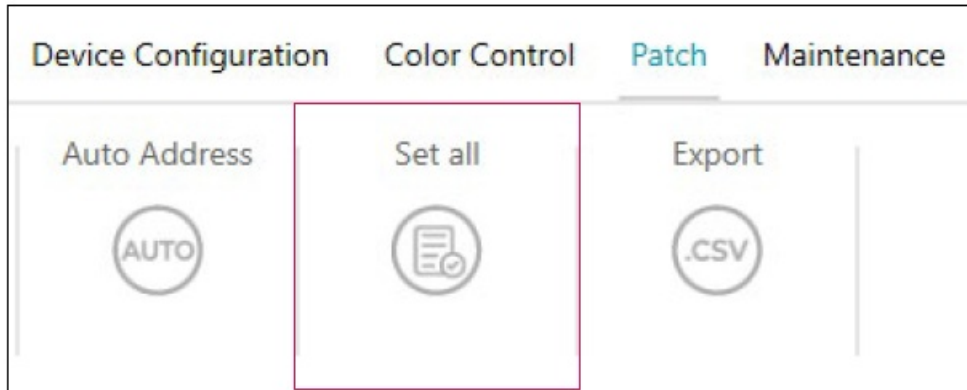 Device Configuration Color Control Patch Maintenance
Auto Address Set all Export
AUTO .CSV